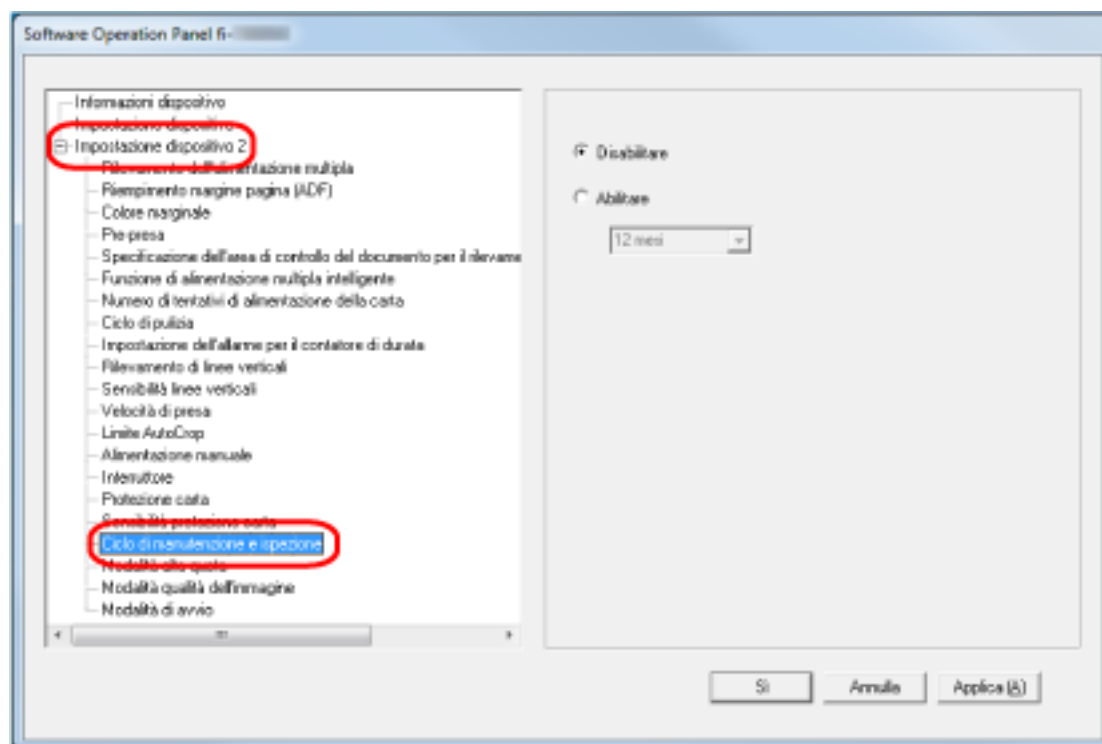 Software Operation Panel fi-
Informazioni dispositivo
Impostazione dispositivo
Impostazione dispositivo 2
Rilevamento dell'alimentazione multipla
Riempimento margine pagina (ADF)
Colore marginale
Pre-presa
Specificazione dell'area di controllo del documento per il rilevame
Funzione di alimentazione multipla intelligente
Numero di tentativi di alimentazione della carta
Ciclo di pulizia
Impostazione dell'allarme per il contatore di durata
Rilevamento di linee verticali
Sensibilità linee verticali
Velocità di presa
Limite AutoCrop
Alimentazione manuale
Interruttore
Protezione carta
Sensibilità protezione carta
Ciclo di manutenzione e ispezione
Modalità alta quota
Modalità qualità dell'immagine
Modalità di avvio
Disabilitare
Abilitare
12 mesi
Sì
Annulla
Applica (A)